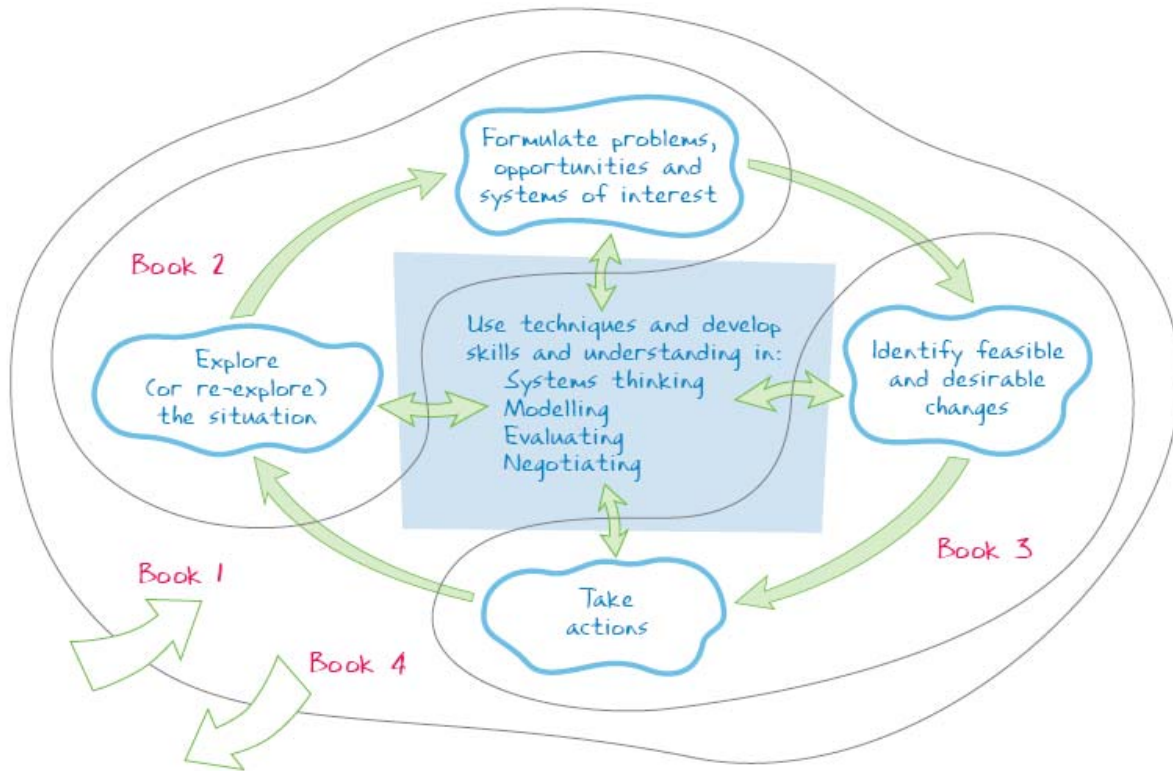 Formulate problems,
opportunities and
systems of interest
Book 2
Explore
(or re-explore)
the situation
Use techniques and develop
skills and understanding in:
Systems thinking
Modelling
Evaluating
Negotiating
Identify feasible
and desirable
changes
Book 3
Take
actions
Book 1
Book 4